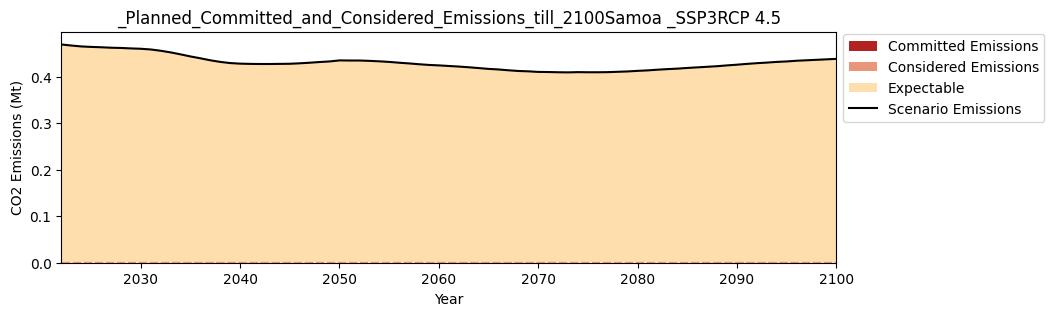 _Planned_Committed_and_Considered_Emissions_till_2100Samoa _SSP3RCP 4.5
Committed Emissions
Considered Emissions
Expectable
Scenario Emissions
CO2 Emissions (Mt)
0.4
0.3
0.2
0.1
0.0
2030 2040 2050 2060 2070 2080 2090 2100
Year